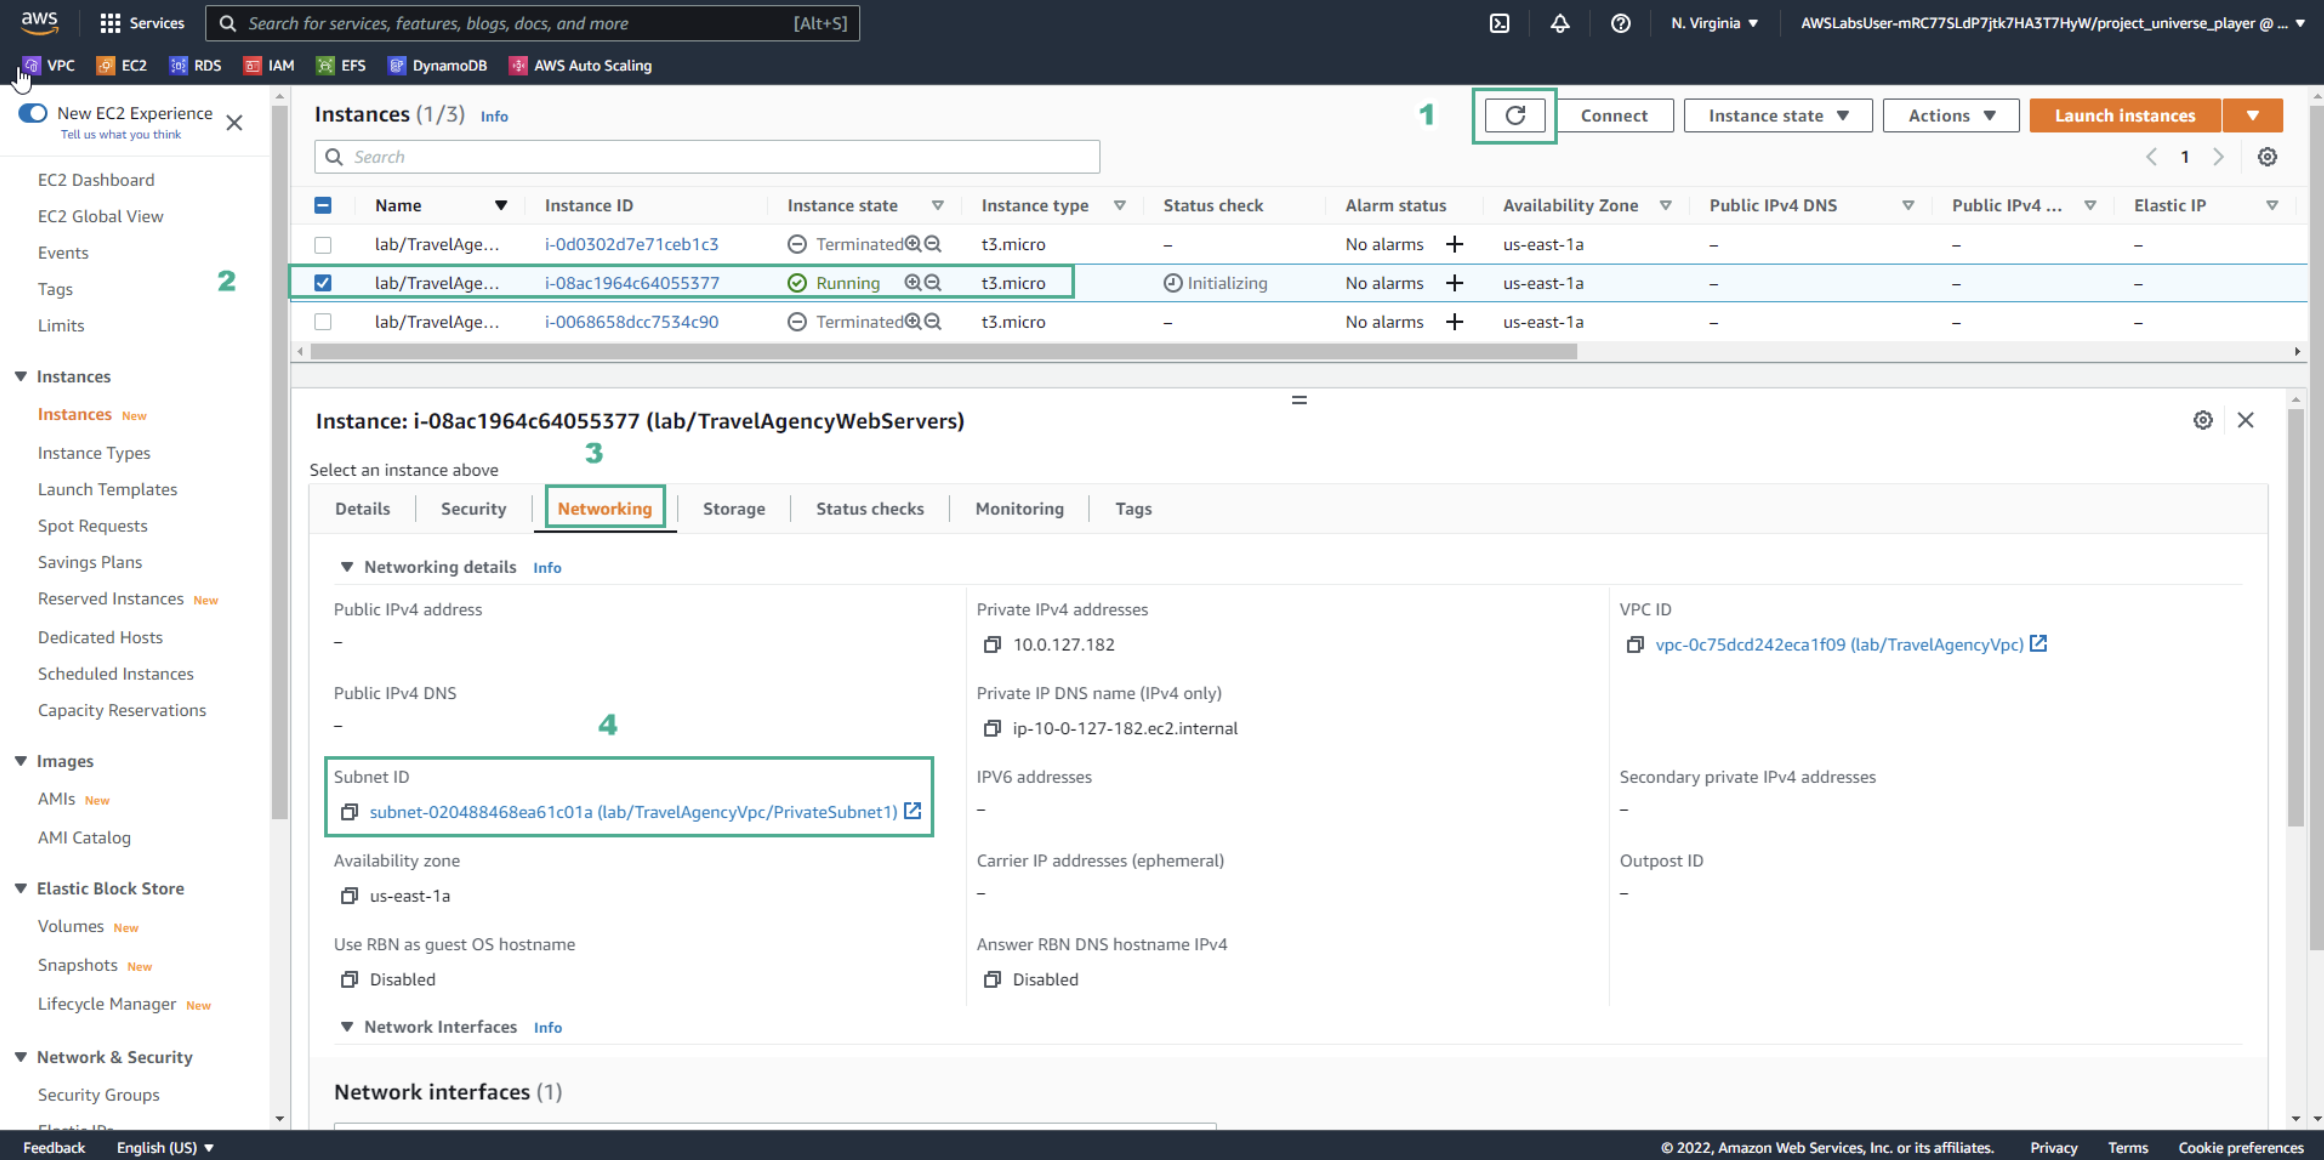 aws
Services
Search for services, features, blogs, docs, and more
[Alt+S]
N. Virginia
AWSLabsUser-mRC77SLdP7jtk7HA3T7HyW/project_universe_player @ ...
VPC
EC2
RDS
IAM
EFS
DynamoDB
AWS Auto Scaling
New EC2 Experience
Tell us what you think
EC2 Dashboard
EC2 Global View
Events
Tags
Limits
Instances
Instances New
Instance Types
Launch Templates
Spot Requests
Savings Plans
Reserved Instances New
Dedicated Hosts
Scheduled Instances
Capacity Reservations
Images
AMIs New
AMI Catalog
Elastic Block Store
Volumes New
Snapshots New
Lifecycle Manager New
Network & Security
Security Groups
Elastic IPs
Instances (1/3) Info
1
Connect
Instance state
Actions
Launch instances
Search
1
Name Instance ID Instance state Instance type Status check Alarm status Availability Zone Public IPv4 DNS Public IPv4 ... Elastic IP
lab/TravelAge... i-0d0302d7e71ceb1c3 Terminated t3.micro – No alarms + us-east-1a – – –
2
lab/TravelAge... i-08ac1964c64055377 Running t3.micro Initializing No alarms + us-east-1a – – –
lab/TravelAge... i-0068658dcc7534c90 Terminated t3.micro – No alarms + us-east-1a – – –
Instance: i-08ac1964c64055377 (lab/TravelAgencyWebServers)
3
Select an instance above
Details
Security
Networking
Storage
Status checks
Monitoring
Tags
Networking details Info
Public IPv4 address
–
Private IPv4 addresses
10.0.127.182
VPC ID
vpc-0c75dcd242eca1f09 (lab/TravelAgencyVpc)
Public IPv4 DNS
–
Private IP DNS name (IPv4 only)
ip-10-0-127-182.ec2.internal
4
Subnet ID
subnet-020488468ea61c01a (lab/TravelAgencyVpc/PrivateSubnet1)
IPV6 addresses
–
Secondary private IPv4 addresses
–
Availability zone
us-east-1a
Carrier IP addresses (ephemeral)
–
Outpost ID
–
Use RBN as guest OS hostname
Disabled
Answer RBN DNS hostname IPv4
Disabled
Network Interfaces Info
Network interfaces (1)
Feedback
English (US)
© 2022, Amazon Web Services, Inc. or its affiliates.
Privacy
Terms
Cookie preferences